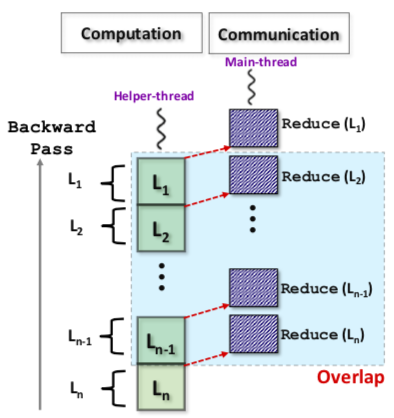 Computation
Communication
Main-thread
Helper-thread
Backward
Pass
Reduce (L1)
L1
L1
Reduce (L2)
L2
L2
Reduce (Ln-1)
Ln-1
Ln-1
Reduce (Ln)
Overlap
Ln
Ln